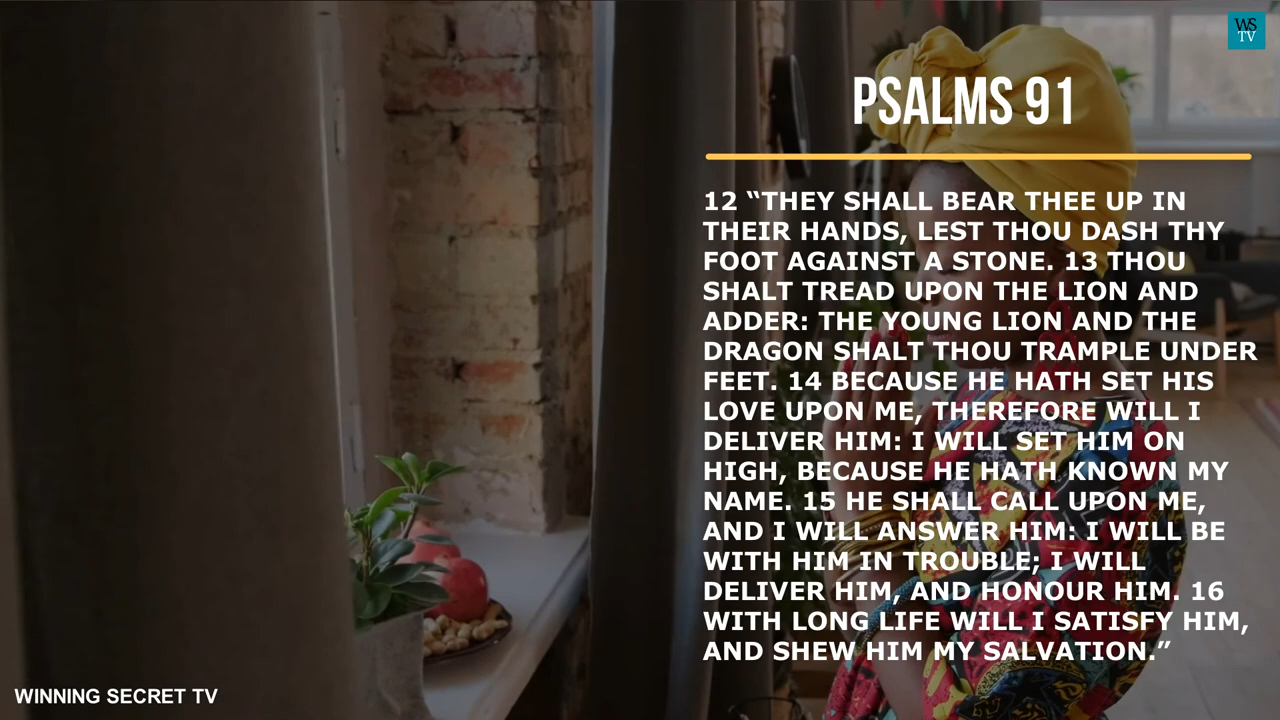 WS
TV
PSALMS 91
12 “THEY SHALL BEAR THEE UP IN
THEIR HANDS, LEST THOU DASH THY
FOOT AGAINST A STONE. 13 THOU
SHALT TREAD UPON THE LION AND
ADDER: THE YOUNG LION AND THE
DRAGON SHALT THOU TRAMPLE UNDER
FEET. 14 BECAUSE HE HATH SET HIS
LOVE UPON ME, THEREFORE WILL I
DELIVER HIM: I WILL SET HIM ON
HIGH, BECAUSE HE HATH KNOWN MY
NAME. 15 HE SHALL CALL UPON ME,
AND I WILL ANSWER HIM: I WILL BE
WITH HIM IN TROUBLE; I WILL
DELIVER HIM, AND HONOUR HIM. 16
WITH LONG LIFE WILL I SATISFY HIM,
AND SHEW HIM MY SALVATION.”
WINNING SECRET TV